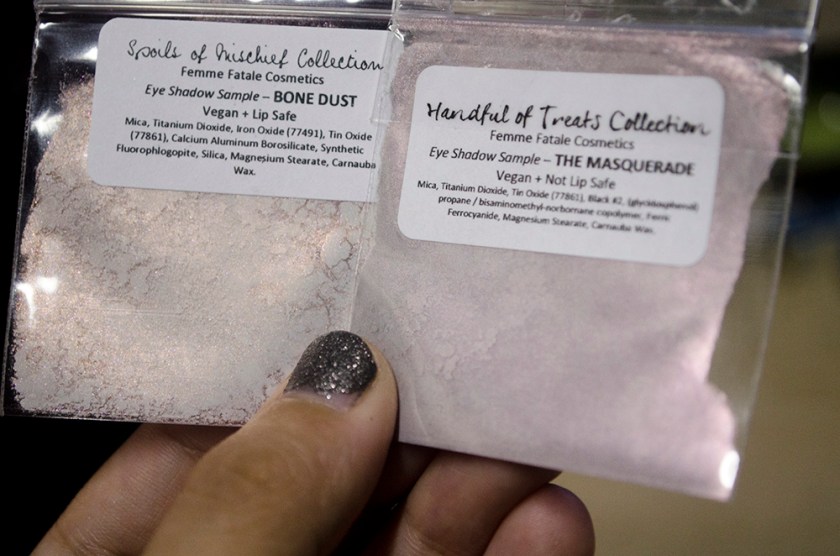 Spoils of Mischief Collection
Femme Fatale Cosmetics
Eye Shadow Sample – BONE DUST
Vegan + Lip Safe
Mica, Titanium Dioxide, Iron Oxide (77491), Tin Oxide
(77861), Calcium Aluminum Borosilicate, Synthetic
Fluorophlogopite, Silica, Magnesium Stearate, Carnauba
Wax.
Handful of Treats Collection
Femme Fatale Cosmetics
Eye Shadow Sample – THE MASQUERADE
Vegan + Not Lip Safe
Mica, Titanium Dioxide, Tin Oxide (77861), Black #2,
propane / bisaminomethyl-norbornane copolymer, Ferric
Ferrocyanide, Magnesium Stearate, Carnauba Wax.